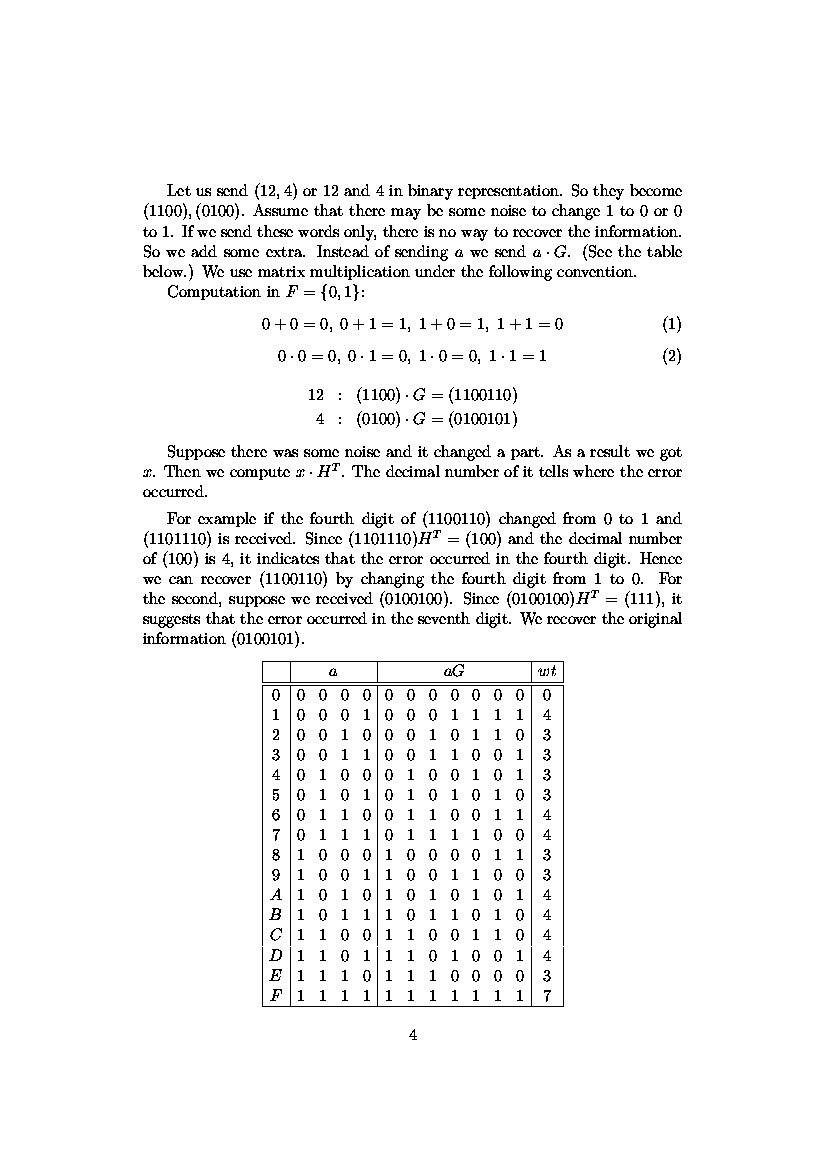 Let us send (12, 4) or 12 and 4 in binary representation. So they become
(1100), (0100). Assume that there may be some noise to change 1 to 0 or 0
to 1. If we send these words only, there is no way to recover the information.
So we add some extra. Instead of sending a we send a · G. (See the table
below.) We use matrix multiplication under the following convention.
Computation in F = {0, 1}:
0 + 0 = 0, 0 + 1 = 1, 1 + 0 = 1, 1 + 1 = 0 (1)
0 · 0 = 0, 0 · 1 = 0, 1 · 0 = 0, 1 · 1 = 1 (2)
12 : (1100) · G = (1100110)
4 : (0100) · G = (0100101)
Suppose there was some noise and it changed a part. As a result we got
x. Then we compute x · Hᵀ. The decimal number of it tells where the error
occurred.
For example if the fourth digit of (1100110) changed from 0 to 1 and
(1101110) is received. Since (1101110)Hᵀ = (100) and the decimal number
of (100) is 4, it indicates that the error occurred in the fourth digit. Hence
we can recover (1100110) by changing the fourth digit from 1 to 0. For
the second, suppose we received (0100100). Since (0100100)Hᵀ = (111), it
suggests that the error occurred in the seventh digit. We recover the original
information (0100101).
a aG wt
0 0 0 0 0 0 0 0 0 0 0 0 0
1 0 0 0 1 0 0 0 1 1 1 1 4
2 0 0 1 0 0 0 1 0 1 1 0 3
3 0 0 1 1 0 0 1 1 0 0 1 3
4 0 1 0 0 0 1 0 0 1 0 1 3
5 0 1 0 1 0 1 0 1 0 1 0 3
6 0 1 1 0 0 1 1 0 0 1 1 4
7 0 1 1 1 0 1 1 1 1 0 0 4
8 1 0 0 0 1 0 0 0 0 1 1 3
9 1 0 0 1 1 0 0 1 1 0 0 3
A 1 0 1 0 1 0 1 0 1 0 1 4
B 1 0 1 1 1 0 1 1 0 1 0 4
C 1 1 0 0 1 1 0 0 1 1 0 4
D 1 1 0 1 1 1 0 1 0 0 1 4
E 1 1 1 0 1 1 1 0 0 0 0 3
F 1 1 1 1 1 1 1 1 1 1 1 7
4